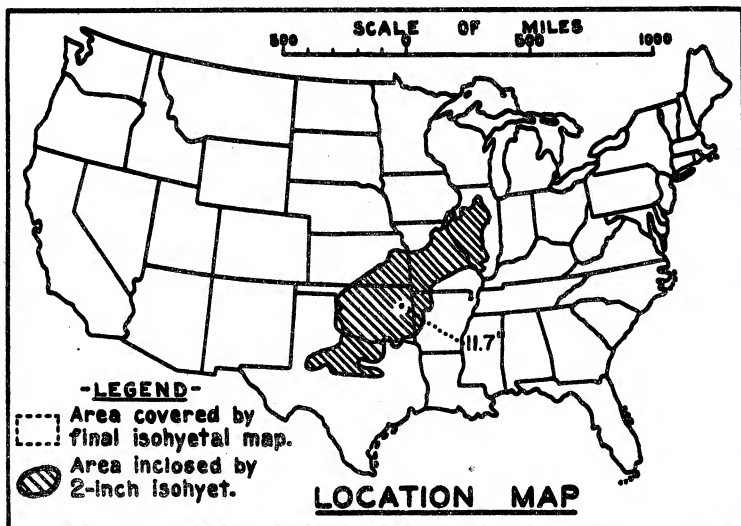 SCALE OF MILES
500 0 500 1000
11.7"
-LEGEND-
Area covered by
final isohyetal map.
Area inclosed by
2-inch isohyet.
LOCATION MAP